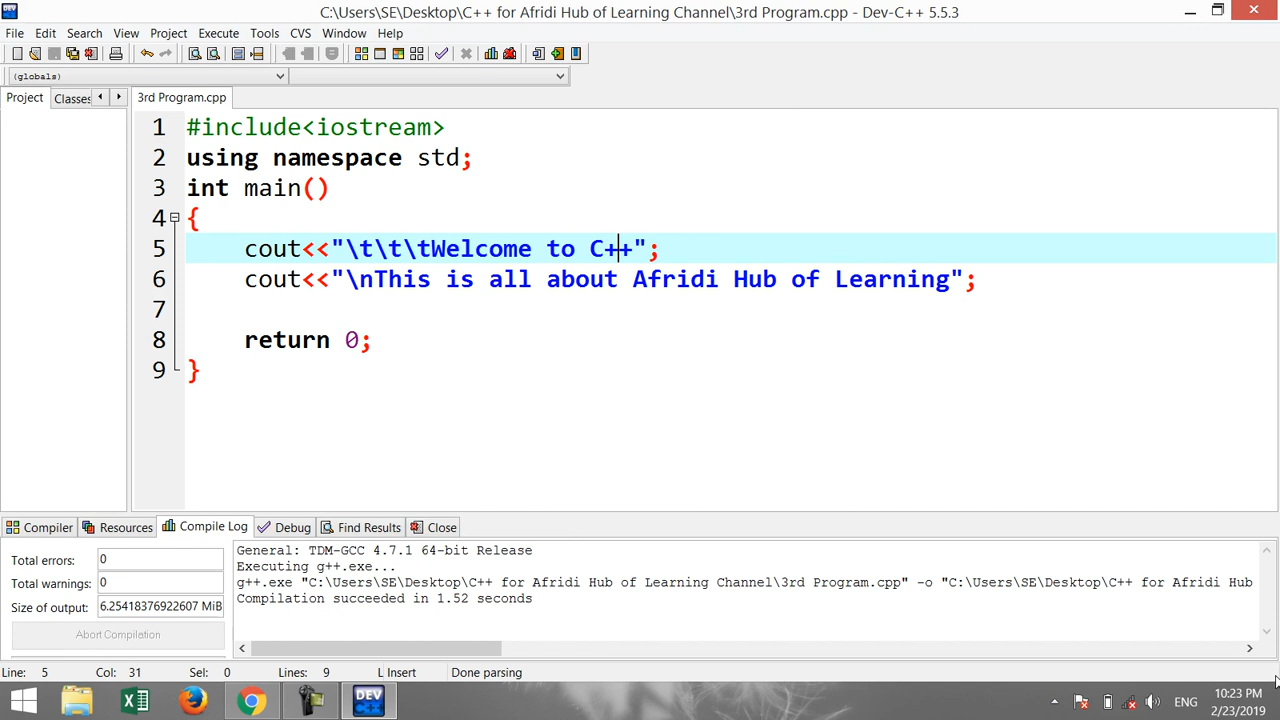 C:\Users\SE\Desktop\C++ for Afridi Hub of Learning Channel\3rd Program.cpp - Dev-C++ 5.5.3
File Edit Search View Project Execute Tools CVS Window Help
(globals)
Project Classes 3rd Program.cpp
1 #include<iostream>
2 using namespace std;
3 int main()
4 {
5 cout<<"\t\t\tWelcome to C++";
6 cout<<"\nThis is all about Afridi Hub of Learning";
7
8 return 0;
9 }
Compiler Resources Compile Log Debug Find Results Close
Total errors: 0
Total warnings: 0
Size of output: 6.25418376922607 MiB
Abort Compilation
General: TDM-GCC 4.7.1 64-bit Release
Executing g++.exe...
g++.exe "C:\Users\SE\Desktop\C++ for Afridi Hub of Learning Channel\3rd Program.cpp" -o "C:\Users\SE\Desktop\C++ for Afridi Hub
Compilation succeeded in 1.52 seconds
Line: 5 Col: 31 Sel: 0 Lines: 9 L Insert Done parsing
DEV
ENG
10:23 PM
2/23/2019